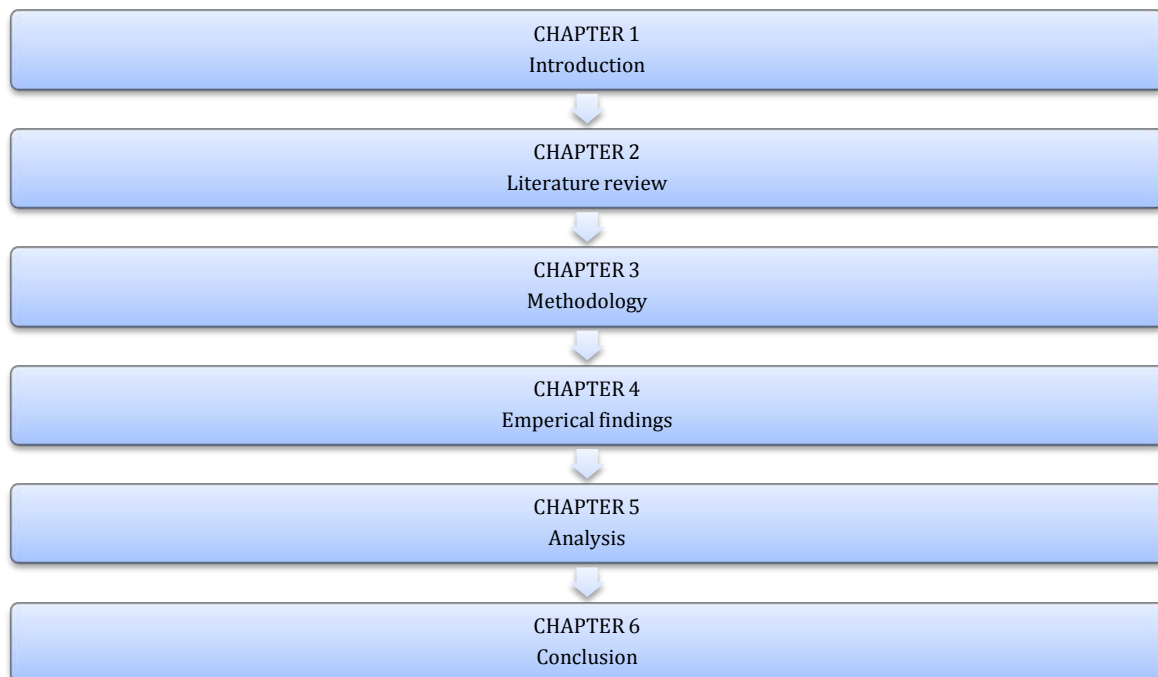 CHAPTER 1
Introduction
CHAPTER 2
Literature review
CHAPTER 3
Methodology
CHAPTER 4
Emperical findings
CHAPTER 5
Analysis
CHAPTER 6
Conclusion